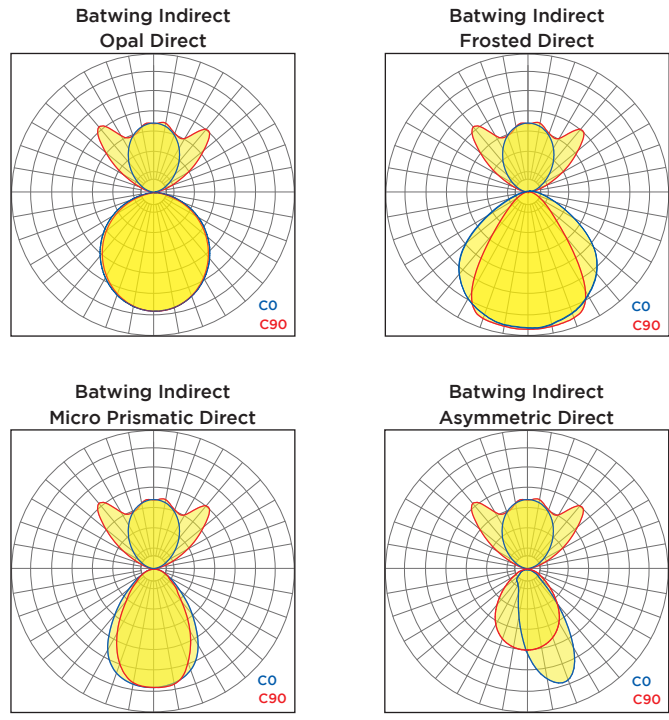 Batwing Indirect
Opal Direct
C0
C90
Batwing Indirect
Frosted Direct
C0
C90
Batwing Indirect
Micro Prismatic Direct
C0
C90
Batwing Indirect
Asymmetric Direct
C0
C90